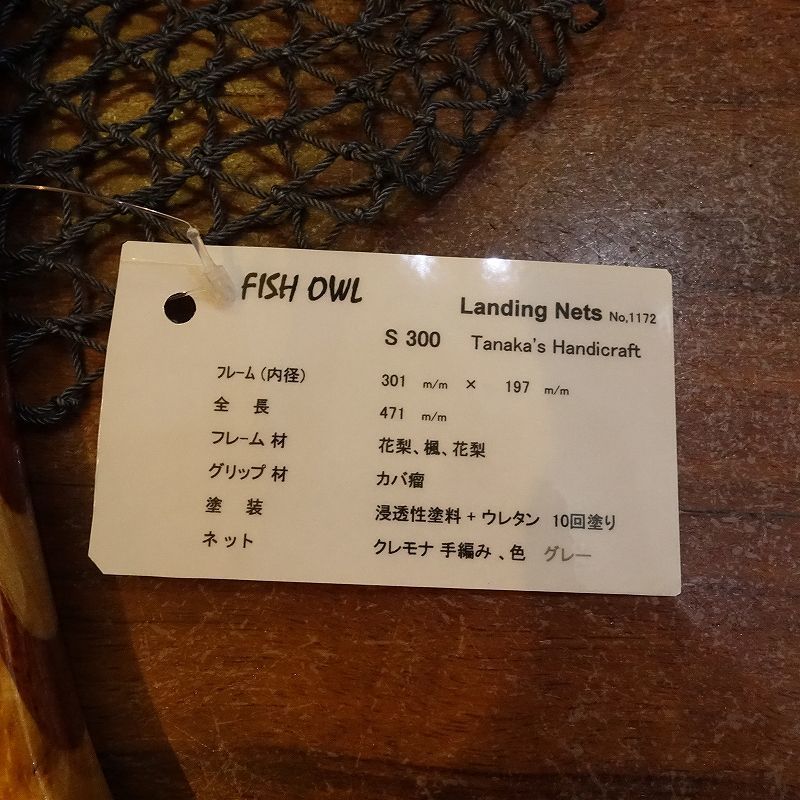 FISH OWL
Landing Nets No,1172
S 300 Tanaka's Handicraft
フレーム(内径) 301 m/m × 197 m/m
全 長 471 m/m
フレーム 材 花梨、楓、花梨
グリップ 材 カバ瘤
塗 装 浸透性塗料 + ウレタン 10回塗り
ネット クレモナ 手編み 、色 グレー